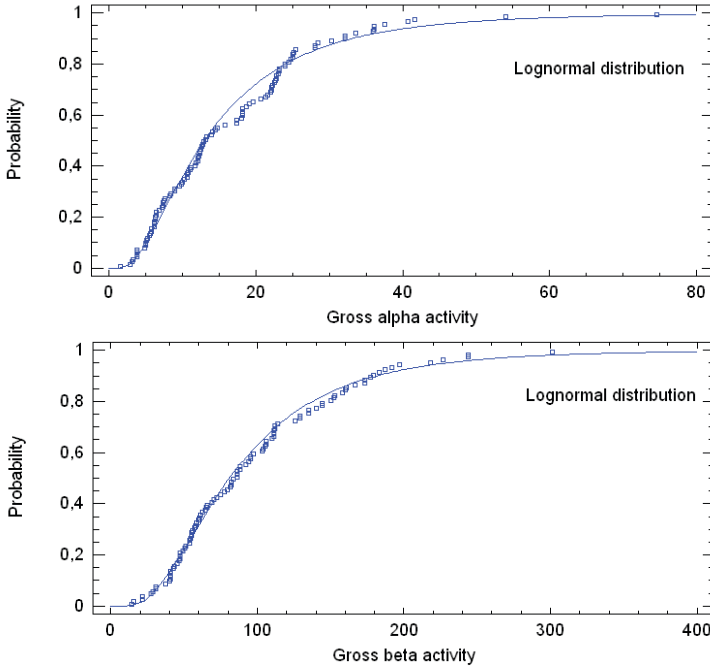 1
0,8
0,6
0,4
0,2
0
Probability
Lognormal distribution
0 20 40 60 80
Gross alpha activity
1
0,8
0,6
0,4
0,2
0
Probability
Lognormal distribution
0 100 200 300 400
Gross beta activity